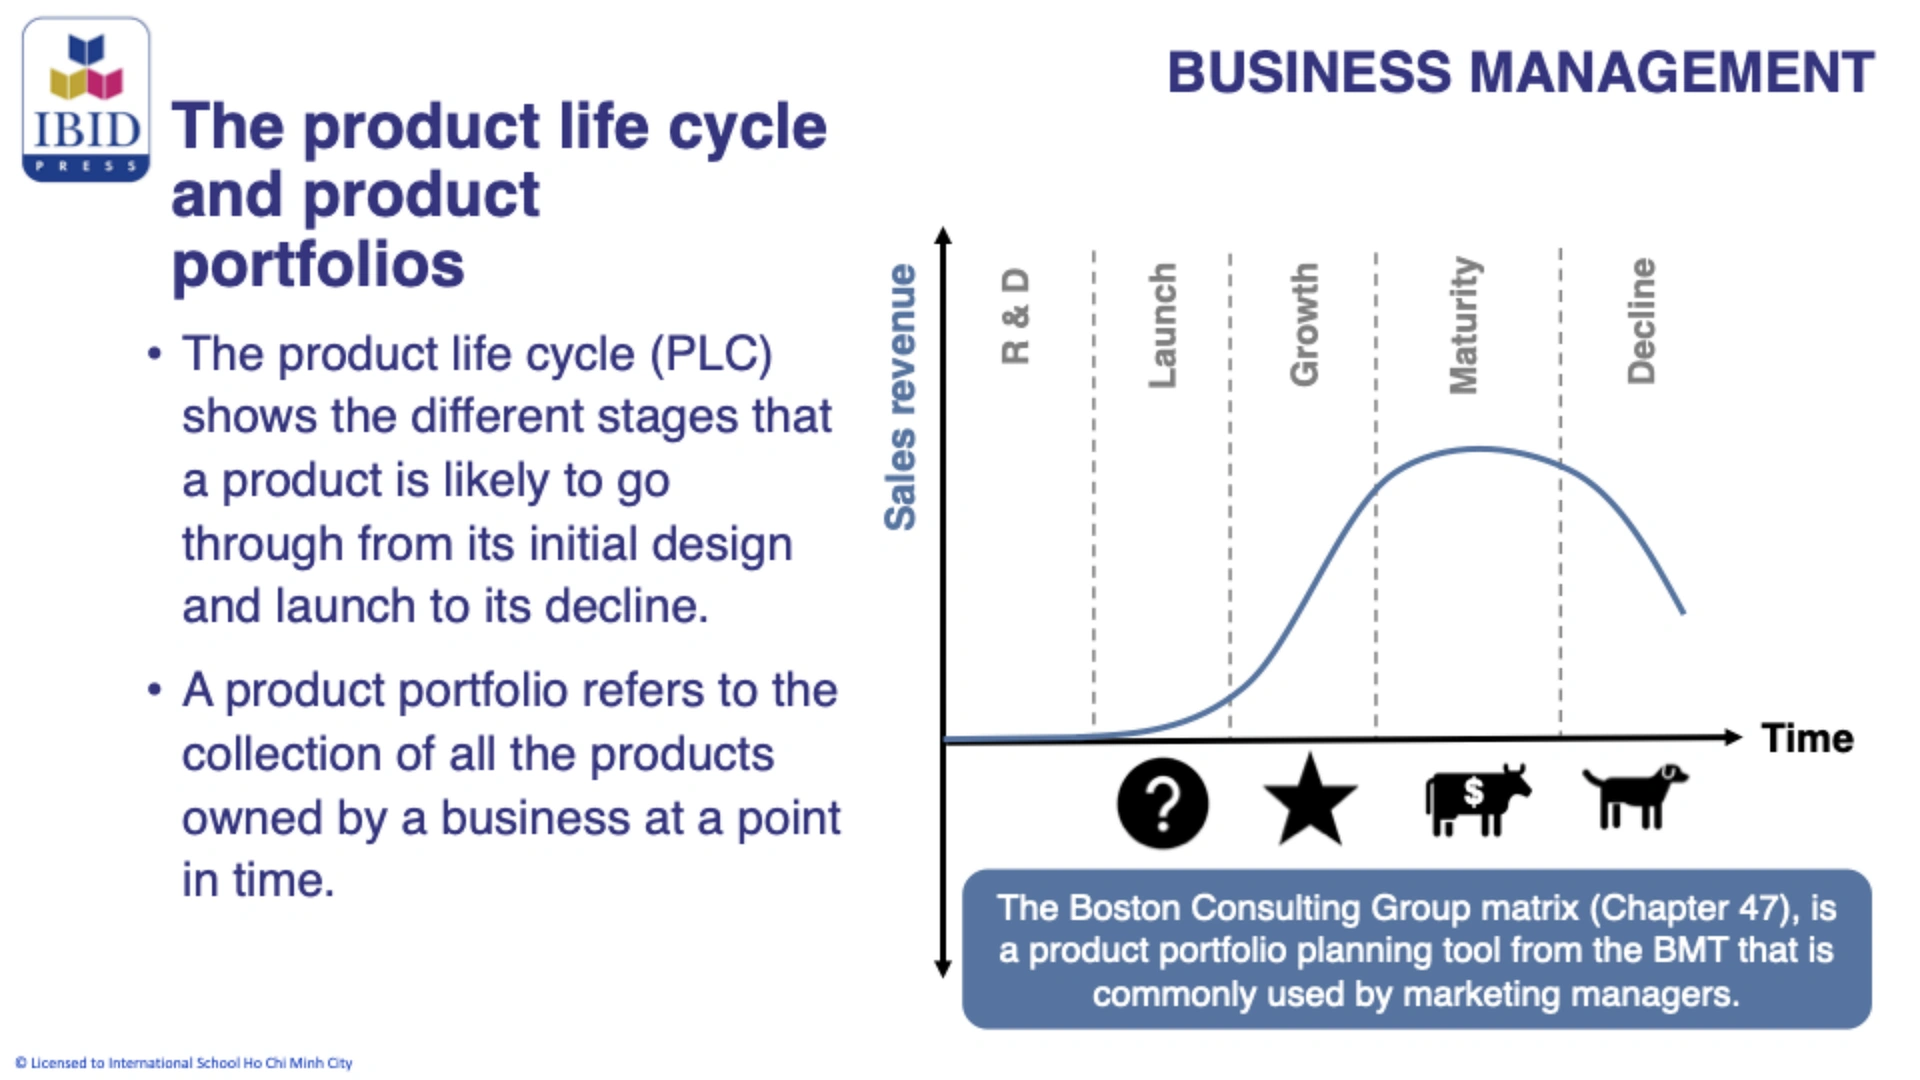 IBID
PRESS
BUSINESS MANAGEMENT
The product life cycle
and product
portfolios
• The product life cycle (PLC)
shows the different stages that
a product is likely to go
through from its initial design
and launch to its decline.
• A product portfolio refers to the
collection of all the products
owned by a business at a point
in time.
Sales revenue
R & D
Launch
Growth
Maturity
Decline
Time
?
$
The Boston Consulting Group matrix (Chapter 47), is
a product portfolio planning tool from the BMT that is
commonly used by marketing managers.
© Licensed to International School Ho Chi Minh City